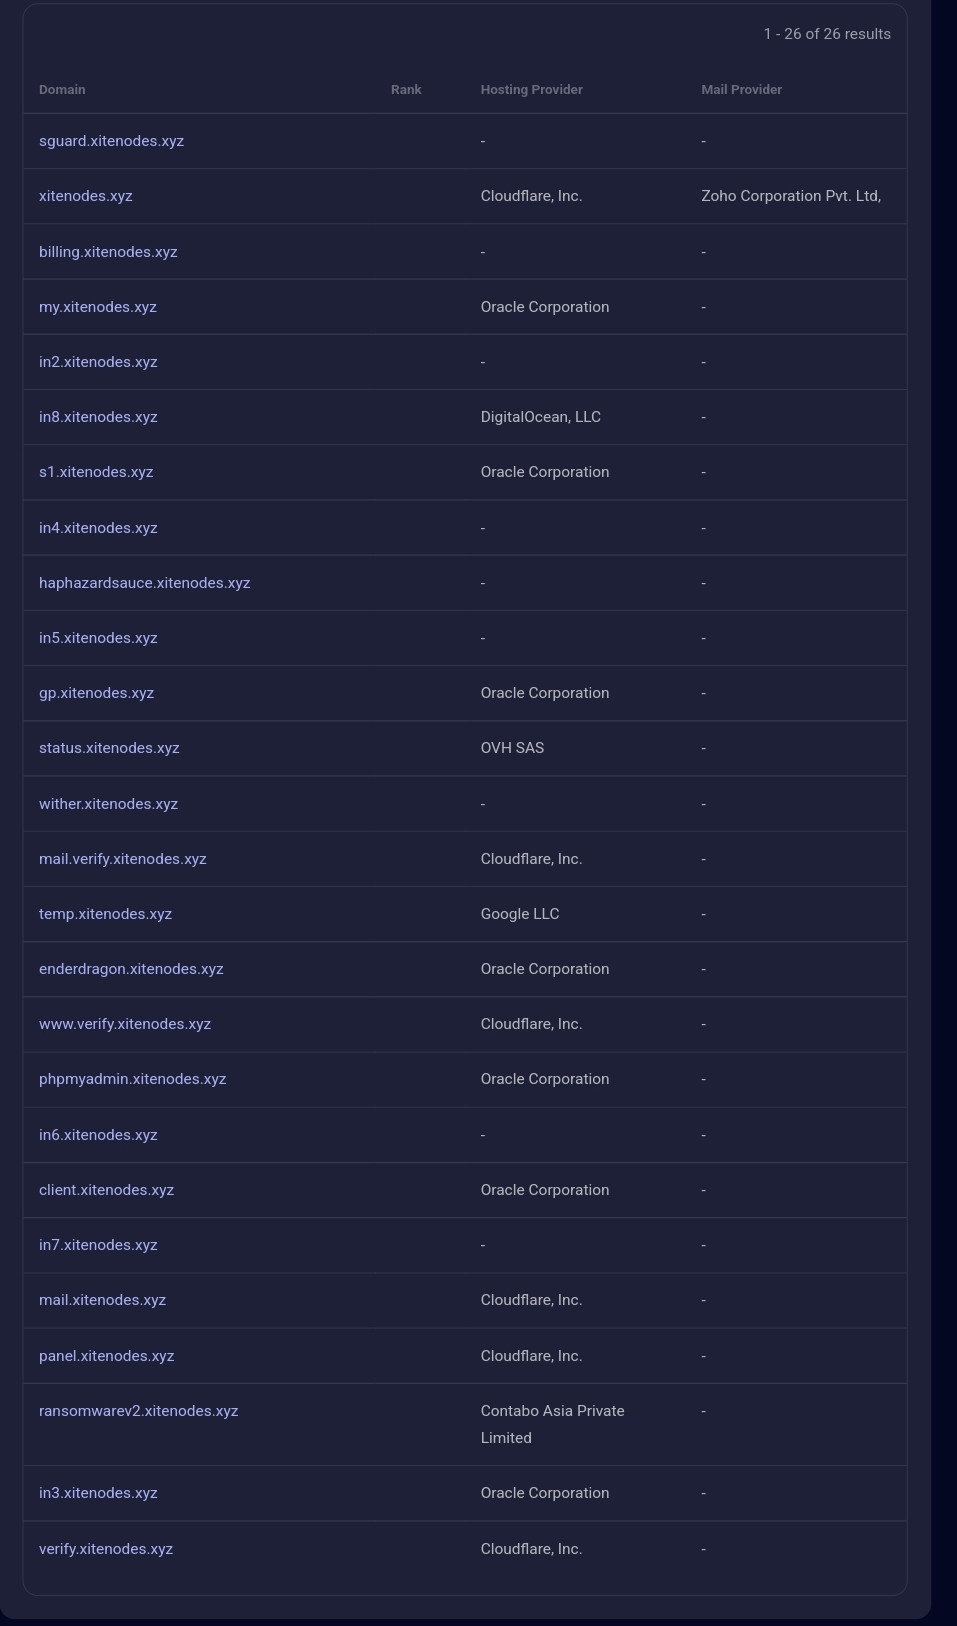 1 - 26 of 26 results
Domain Rank Hosting Provider Mail Provider
sguard.xitenodes.xyz - -
xitenodes.xyz Cloudflare, Inc. Zoho Corporation Pvt. Ltd,
billing.xitenodes.xyz - -
my.xitenodes.xyz Oracle Corporation -
in2.xitenodes.xyz - -
in8.xitenodes.xyz DigitalOcean, LLC -
s1.xitenodes.xyz Oracle Corporation -
in4.xitenodes.xyz - -
haphazardsauce.xitenodes.xyz - -
in5.xitenodes.xyz - -
gp.xitenodes.xyz Oracle Corporation -
status.xitenodes.xyz OVH SAS -
wither.xitenodes.xyz - -
mail.verify.xitenodes.xyz Cloudflare, Inc. -
temp.xitenodes.xyz Google LLC -
enderdragon.xitenodes.xyz Oracle Corporation -
www.verify.xitenodes.xyz Cloudflare, Inc. -
phpmyadmin.xitenodes.xyz Oracle Corporation -
in6.xitenodes.xyz - -
client.xitenodes.xyz Oracle Corporation -
in7.xitenodes.xyz - -
mail.xitenodes.xyz Cloudflare, Inc. -
panel.xitenodes.xyz Cloudflare, Inc. -
ransomwarev2.xitenodes.xyz Contabo Asia Private -
Limited
in3.xitenodes.xyz Oracle Corporation -
verify.xitenodes.xyz Cloudflare, Inc. -